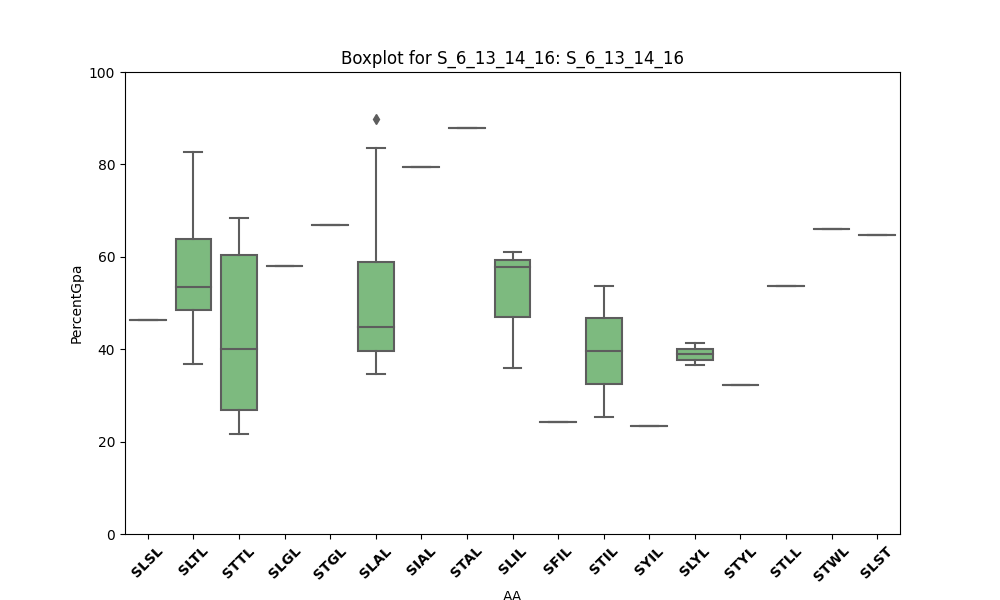 Boxplot for S_6_13_14_16: S_6_13_14_16
PercentGpa
100
80
60
40
20
0
SLSL SLTL STTL SLGL STGL SLAL SIAL STAL SLIL SFIL STIL SYIL SLYL STYL STLL STWL SLST
AA